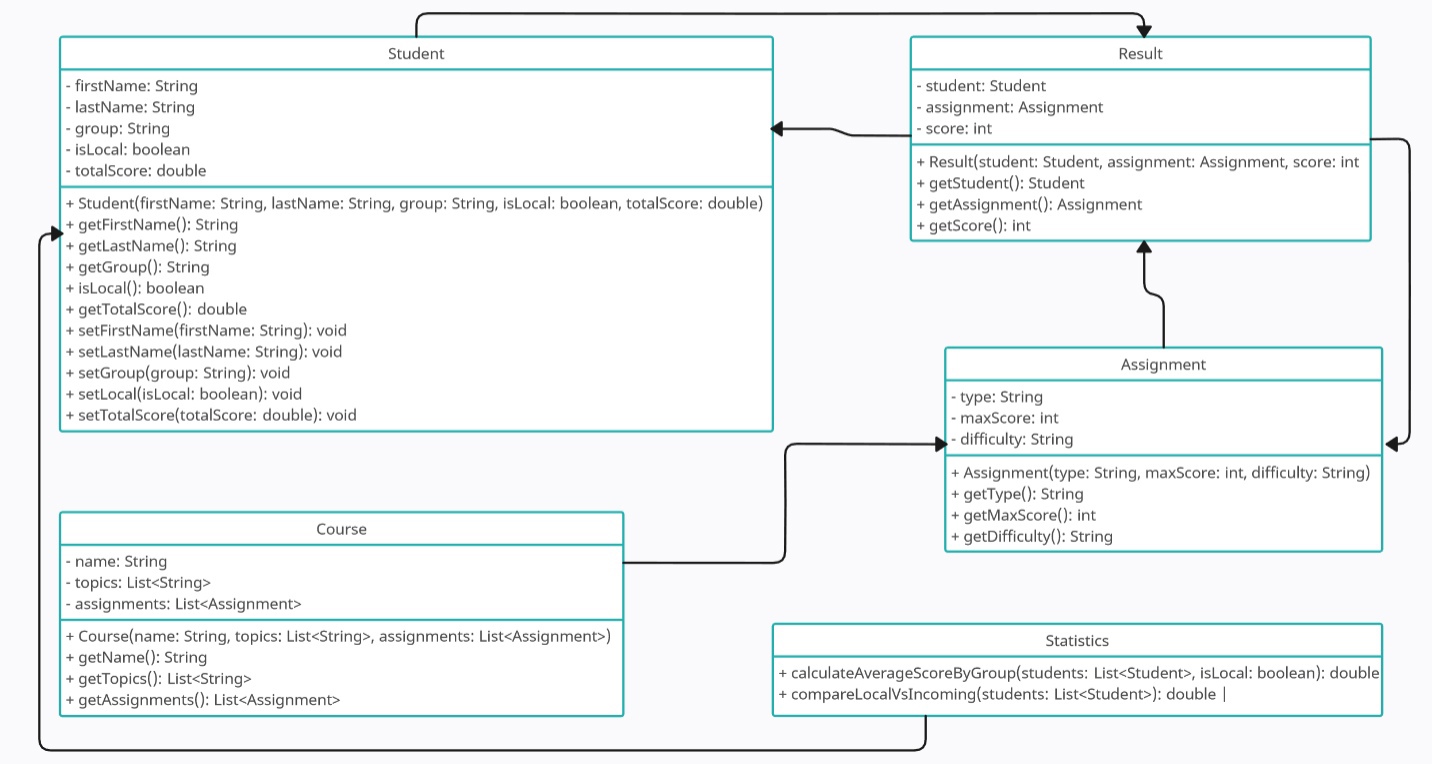 Student
- firstName: String
- lastName: String
- group: String
- isLocal: boolean
- totalScore: double
+ Student(firstName: String, lastName: String, group: String, isLocal: boolean, totalScore: double)
+ getFirstName(): String
+ getLastName(): String
+ getGroup(): String
+ isLocal(): boolean
+ getTotalScore(): double
+ setFirstName(firstName: String): void
+ setLastName(lastName: String): void
+ setGroup(group: String): void
+ setLocal(isLocal: boolean): void
+ setTotalScore(totalScore: double): void
Result
- student: Student
- assignment: Assignment
- score: int
+ Result(student: Student, assignment: Assignment, score: int
+ getStudent(): Student
+ getAssignment(): Assignment
+ getScore(): int
Assignment
- type: String
- maxScore: int
- difficulty: String
+ Assignment(type: String, maxScore: int, difficulty: String)
+ getType(): String
+ getMaxScore(): int
+ getDifficulty(): String
Course
- name: String
- topics: List<String>
- assignments: List<Assignment>
+ Course(name: String, topics: List<String>, assignments: List<Assignment>)
+ getName(): String
+ getTopics(): List<String>
+ getAssignments(): List<Assignment>
Statistics
+ calculateAverageScoreByGroup(students: List<Student>, isLocal: boolean): double
+ compareLocalVsIncoming(students: List<Student>): double |